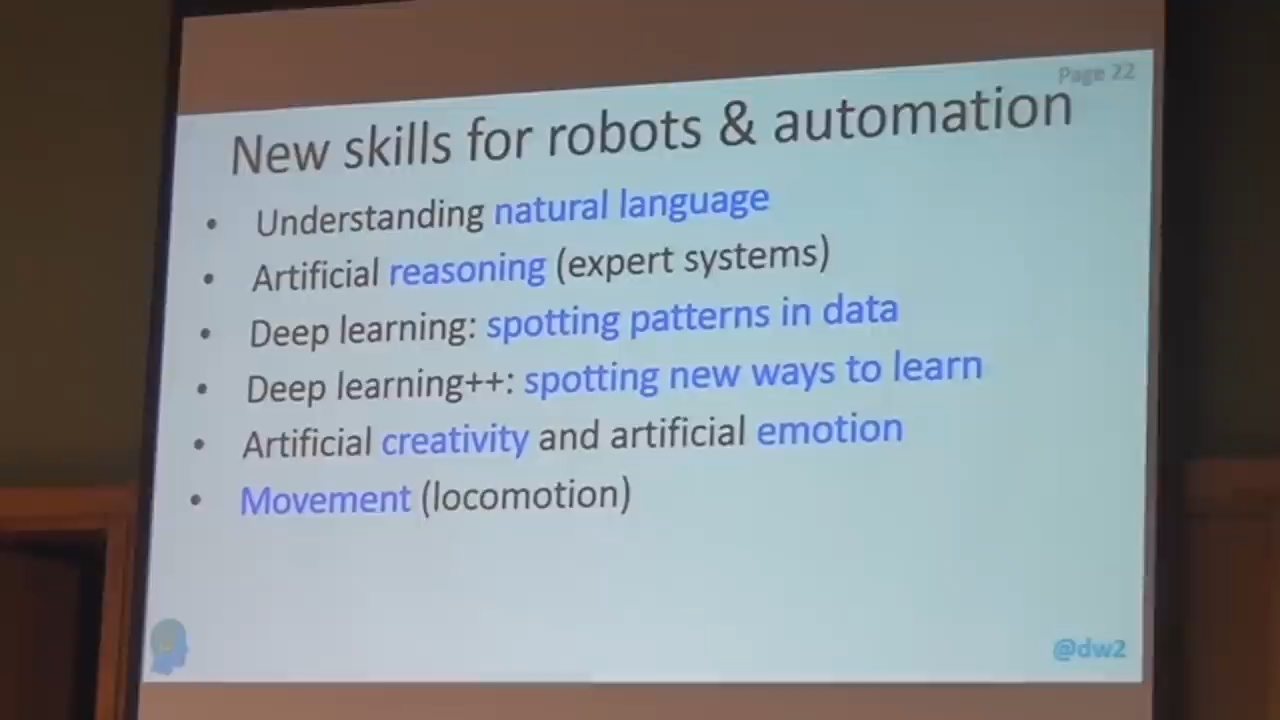 Page 22
New skills for robots & automation
• Understanding natural language
• Artificial reasoning (expert systems)
• Deep learning: spotting patterns in data
• Deep learning++: spotting new ways to learn
• Artificial creativity and artificial emotion
• Movement (locomotion)
@dw2